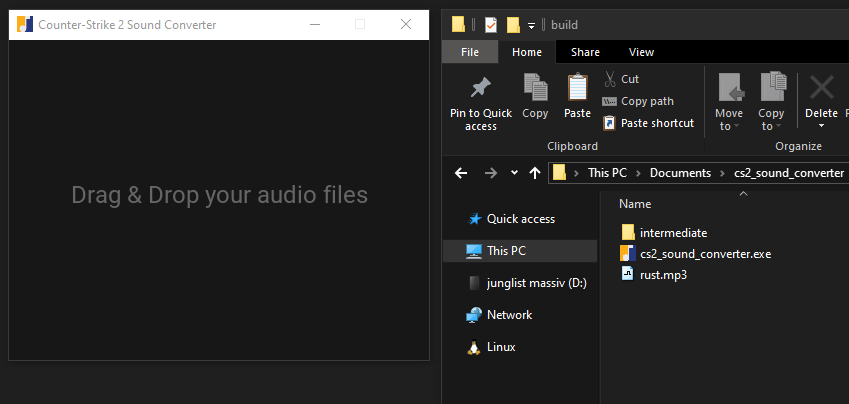 Counter-Strike 2 Sound Converter
Drag & Drop your audio files
build
File Home Share View
Pin to Quick access
Copy
Paste
Cut
Copy path
Paste shortcut
Clipboard
Move to
Copy to
Delete
Organize
This PC Documents cs2_sound_converter
Name
Quick access
This PC
junglist massiv (D:)
Network
Linux
intermediate
cs2_sound_converter.exe
rust.mp3